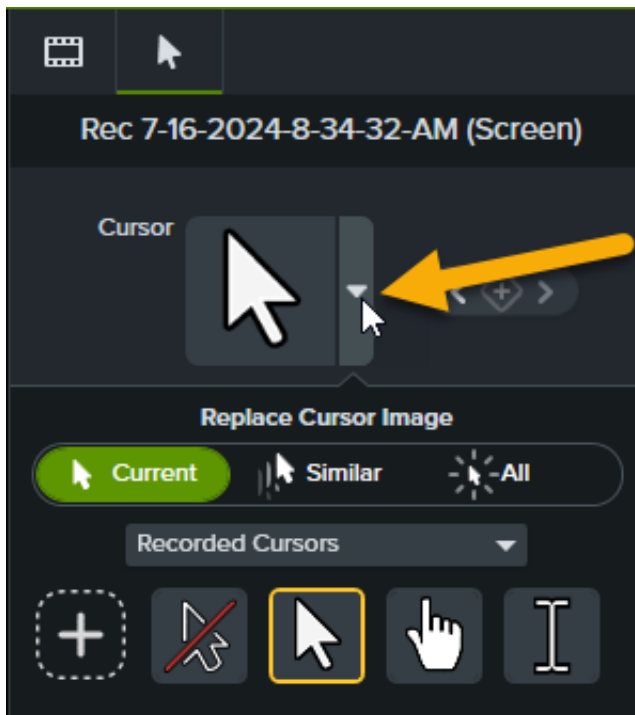 Rec 7-16-2024-8-34-32-AM (Screen)
Cursor
Replace Cursor Image
Current Similar All
Recorded Cursors